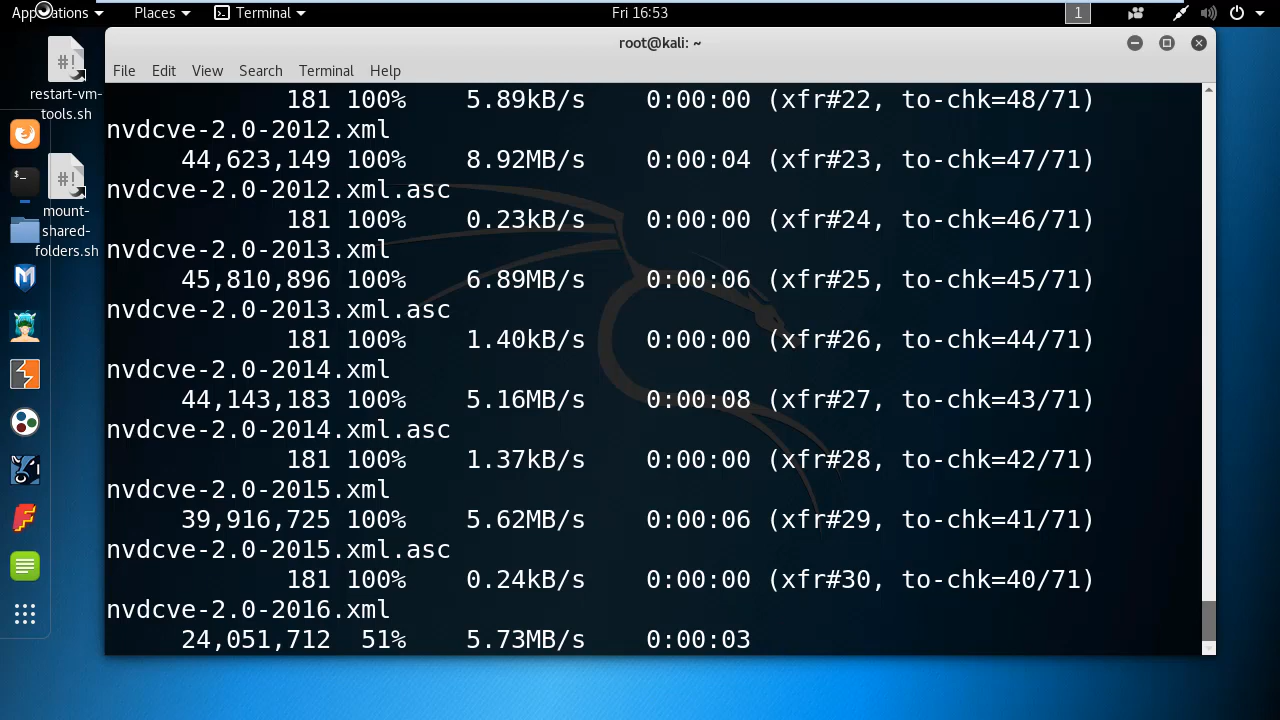 Applications Places Terminal Fri 16:53 1
root@kali: ~
File Edit View Search Terminal Help
#!
restart-vm-
tools.sh
#!
mount-
shared-
folders.sh
181 100% 5.89kB/s 0:00:00 (xfr#22, to-chk=48/71)
nvdcve-2.0-2012.xml
44,623,149 100% 8.92MB/s 0:00:04 (xfr#23, to-chk=47/71)
nvdcve-2.0-2012.xml.asc
181 100% 0.23kB/s 0:00:00 (xfr#24, to-chk=46/71)
nvdcve-2.0-2013.xml
45,810,896 100% 6.89MB/s 0:00:06 (xfr#25, to-chk=45/71)
nvdcve-2.0-2013.xml.asc
181 100% 1.40kB/s 0:00:00 (xfr#26, to-chk=44/71)
nvdcve-2.0-2014.xml
44,143,183 100% 5.16MB/s 0:00:08 (xfr#27, to-chk=43/71)
nvdcve-2.0-2014.xml.asc
181 100% 1.37kB/s 0:00:00 (xfr#28, to-chk=42/71)
nvdcve-2.0-2015.xml
39,916,725 100% 5.62MB/s 0:00:06 (xfr#29, to-chk=41/71)
nvdcve-2.0-2015.xml.asc
181 100% 0.24kB/s 0:00:00 (xfr#30, to-chk=40/71)
nvdcve-2.0-2016.xml
24,051,712 51% 5.73MB/s 0:00:03